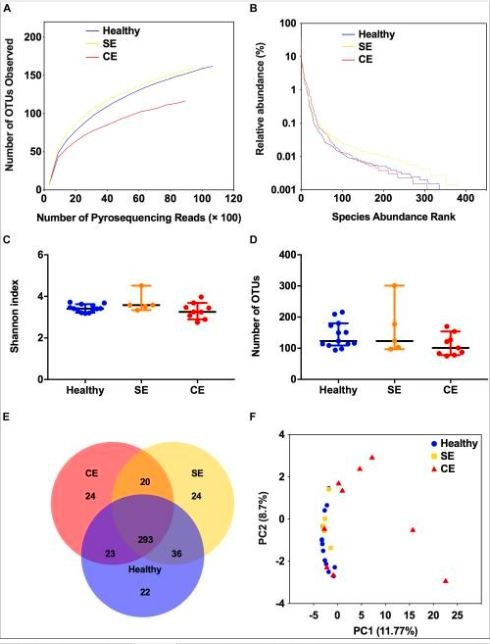 A
Healthy
SE
CE
Number of OTUs Observed
200
150
100
50
0
0 20 40 60 80 100 120
Number of Pyrosequencing Reads (× 100)
B
Healthy
SE
CE
Relative abundance (%)
100
10
1
0.1
0.01
0.001
0 100 200 300 400
Species Abundance Rank
C
Shannon index
6
4
2
0
Healthy SE CE
D
Number of OTUs
400
300
200
100
0
Healthy SE CE
E
CE
24
20
SE
24
293
23
36
Healthy
22
F
Healthy
SE
CE
PC2 (8.7%)
4
2
0
-2
-4
-5 0 5 10 15 20 25
PC1 (11.77%)